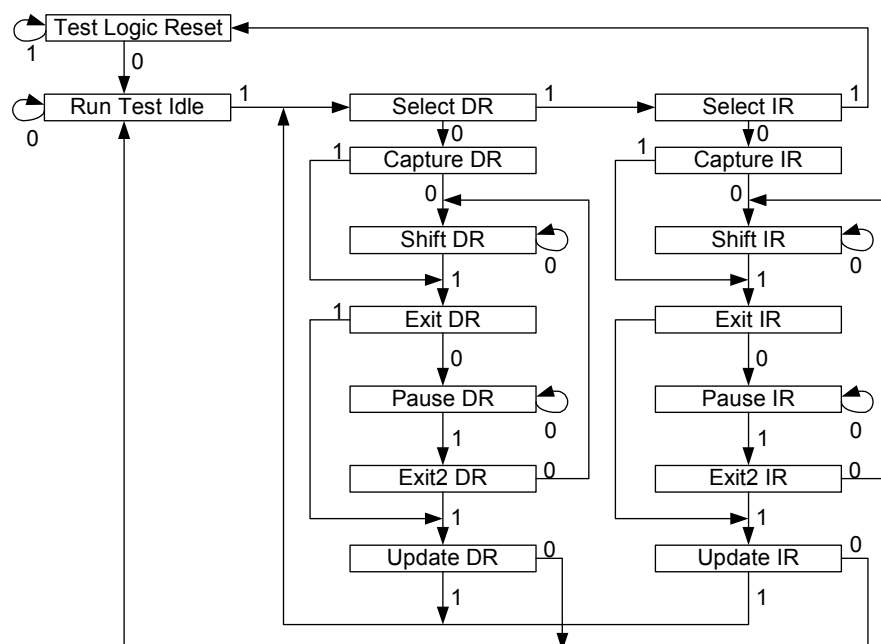 Test Logic Reset
1
0
Run Test Idle
1
Select DR
1
Select IR
1
0
0
0
1
Capture DR
1
Capture IR
0
0
Shift DR
Shift IR
0
0
1
1
1
Exit DR
Exit IR
0
0
Pause DR
Pause IR
0
0
1
1
Exit2 DR
0
Exit2 IR
0
1
1
Update DR
0
Update IR
0
1
1